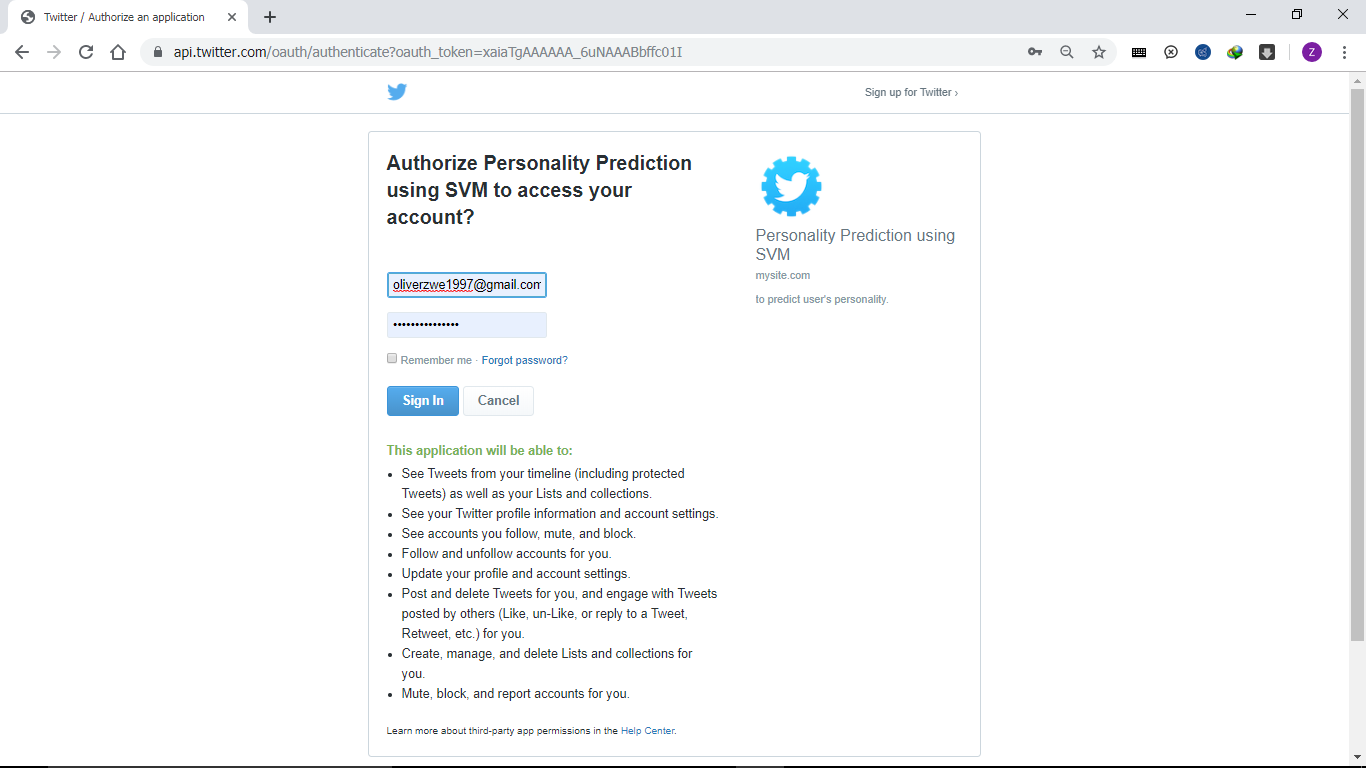 Twitter / Authorize an application
api.twitter.com/oauth/authenticate?oauth_token=xaiaTgAAAAAA_6uNAAABbffc01I
Z
Sign up for Twitter ›
Authorize Personality Prediction
using SVM to access your
account?
oliverzwe1997@gmail.com
Remember me · Forgot password?
Sign In Cancel
This application will be able to:
• See Tweets from your timeline (including protected
Tweets) as well as your Lists and collections.
• See your Twitter profile information and account settings.
• See accounts you follow, mute, and block.
• Follow and unfollow accounts for you.
• Update your profile and account settings.
• Post and delete Tweets for you, and engage with Tweets
posted by others (Like, un-Like, or reply to a Tweet,
Retweet, etc.) for you.
• Create, manage, and delete Lists and collections for
you.
• Mute, block, and report accounts for you.
Learn more about third-party app permissions in the Help Center.
Personality Prediction using
SVM
mysite.com
to predict user's personality.